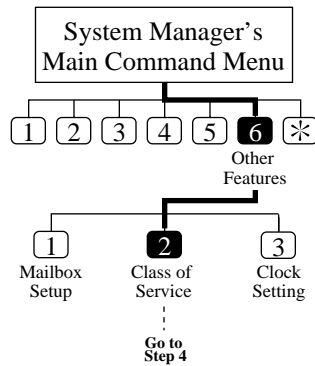 System Manager's
Main Command Menu
1 2 3 4 5 6 *
Other
Features
1 2 3
Mailbox Setup
Class of Service
Clock Setting
Go to
Step 4